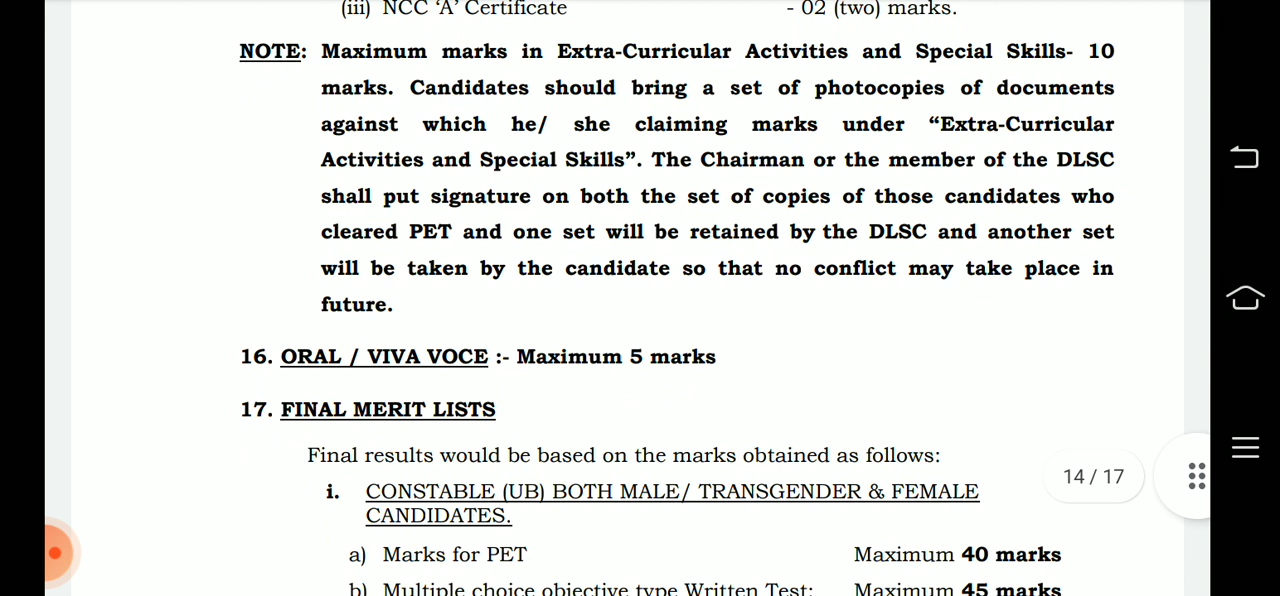 (iii) NCC ‘A’ Certificate - 02 (two) marks.
NOTE: Maximum marks in Extra-Curricular Activities and Special Skills- 10
marks. Candidates should bring a set of photocopies of documents
against which he/ she claiming marks under “Extra-Curricular
Activities and Special Skills”. The Chairman or the member of the DLSC
shall put signature on both the set of copies of those candidates who
cleared PET and one set will be retained by the DLSC and another set
will be taken by the candidate so that no conflict may take place in
future.
16. ORAL / VIVA VOCE :- Maximum 5 marks
17. FINAL MERIT LISTS
Final results would be based on the marks obtained as follows:
i. CONSTABLE (UB) BOTH MALE/ TRANSGENDER & FEMALE
CANDIDATES.
14 / 17
a) Marks for PET Maximum 40 marks
b) Multiple choice objective type Written Test: Maximum 45 marks